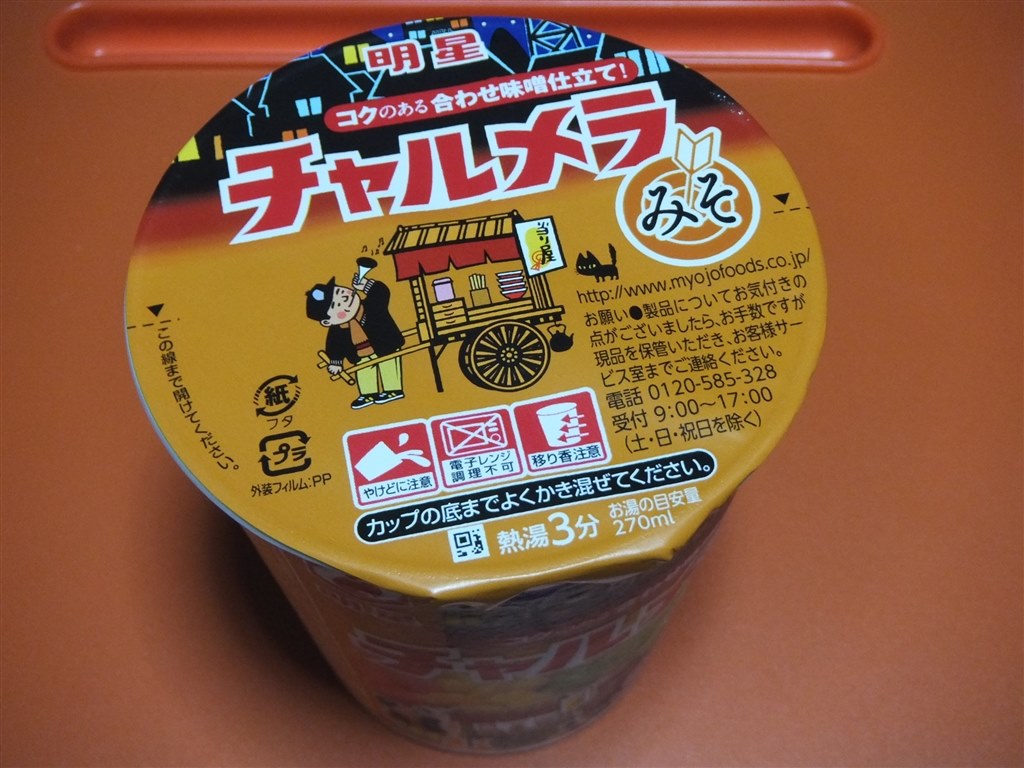 明星
コクのある合わせ味噌仕立て!
チャルメラ
みそ
ソラリ屋
http://www.myojofoods.co.jp/
お願い●製品についてお気付きの
点がございましたら、お手数ですが
現品を保管いただき、お客様サー
ビス室までご連絡ください。
電話 0120-585-328
受付 9:00〜17:00
(土・日・祝日を除く)
この線まで開けてください。
紙
フタ
プラ
外装フィルム:PP
やけどに注意
電子レンジ
調理不可
移り香注意
カップの底までよくかき混ぜてください。
熱湯3分
お湯の目安量
270ml
チャルメ